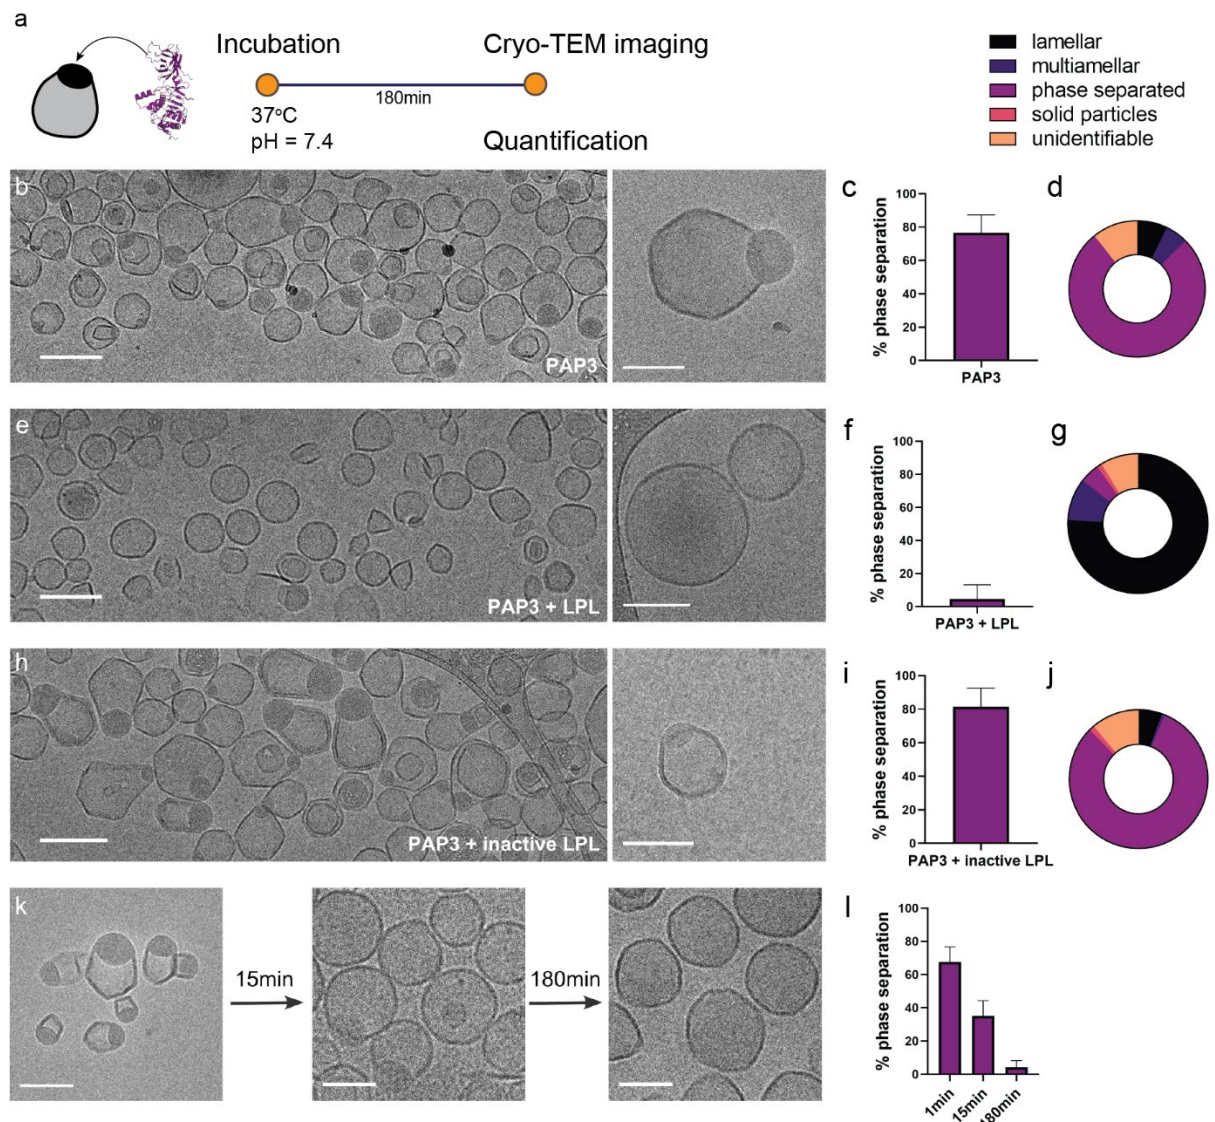 a
Incubation
Cryo-TEM imaging
180min
37°C
pH = 7.4
Quantification
lamellar
multiamellar
phase separated
solid particles
unidentifiable
b
PAP3
c
% phase separation
100
80
60
40
20
0
PAP3
d
e
PAP3 + LPL
f
% phase separation
100
80
60
40
20
0
PAP3 + LPL
g
h
PAP3 + inactive LPL
i
% phase separation
100
80
60
40
20
0
PAP3 + inactive LPL
j
k
15min
180min
l
% phase separation
100
80
60
40
20
0
1min
15min
180min